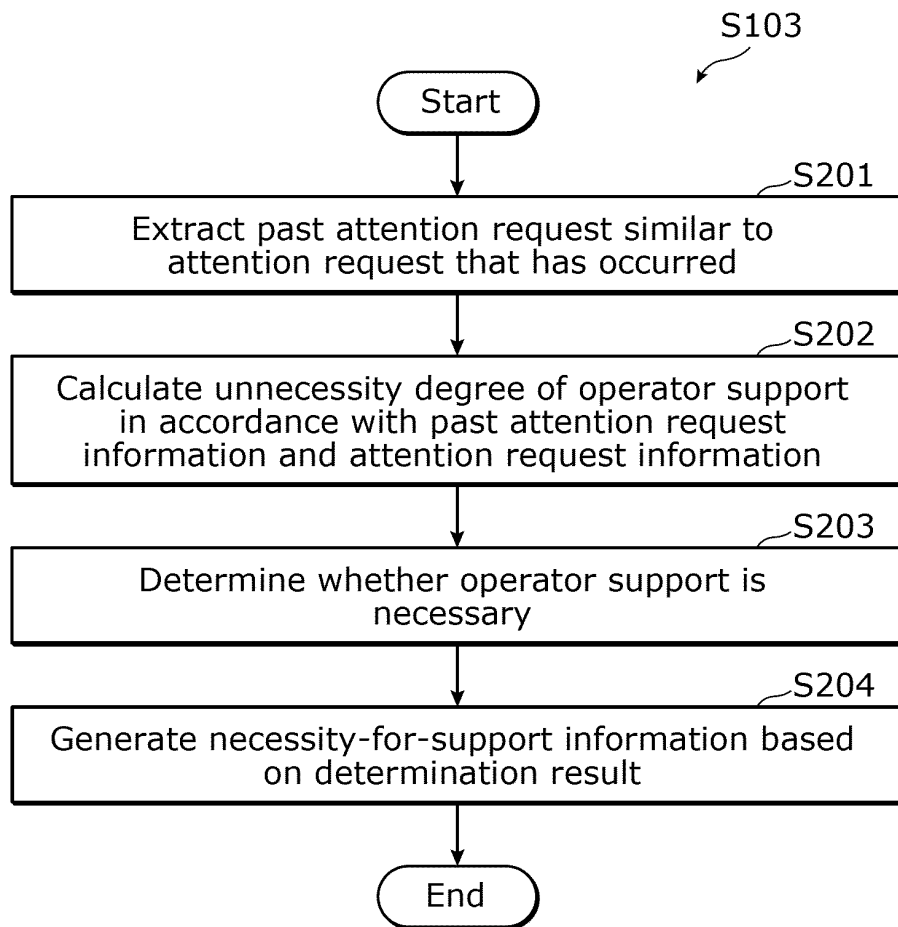 S103
Start
S201
Extract past attention request similar to
attention request that has occurred
S202
Calculate unnecessity degree of operator support
in accordance with past attention request
information and attention request information
S203
Determine whether operator support is
necessary
S204
Generate necessity-for-support information based
on determination result
End